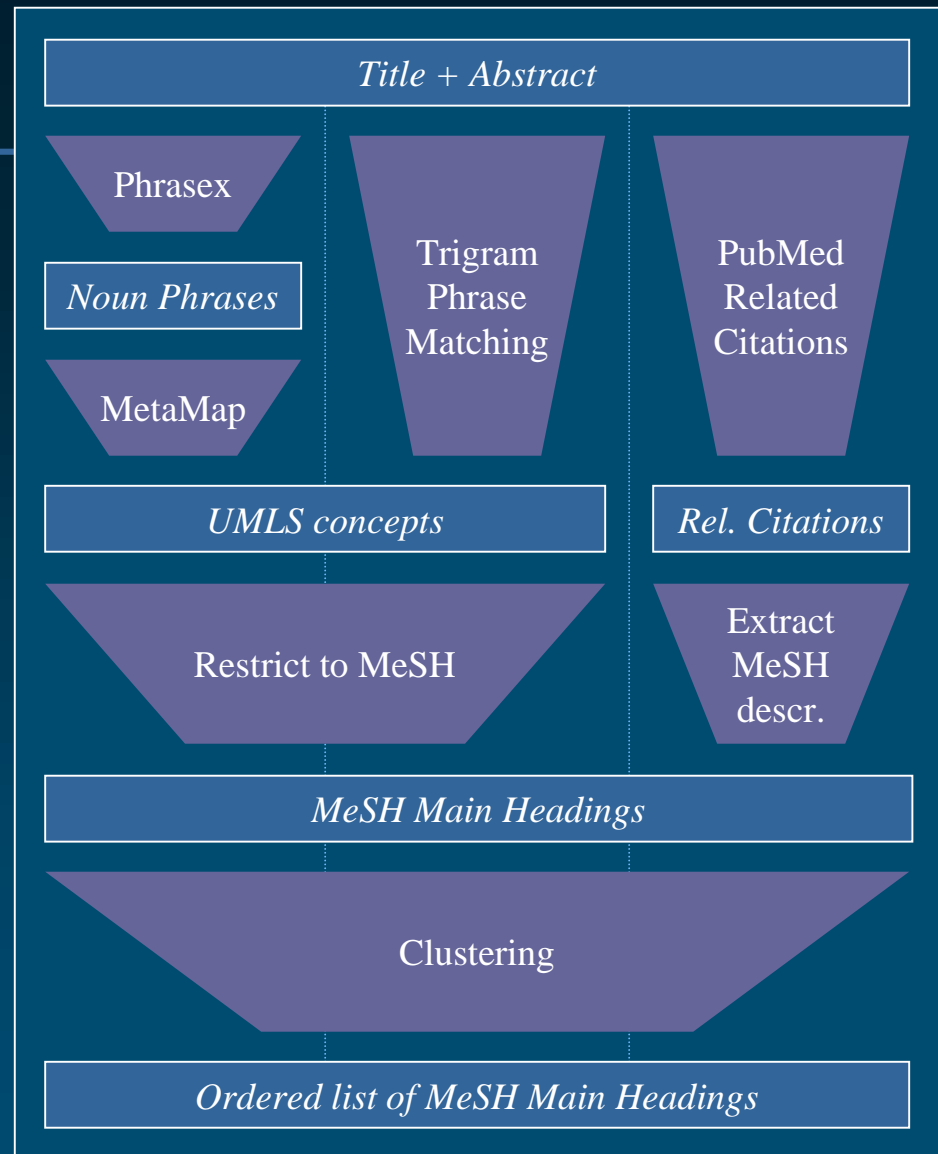 Title + Abstract
Phrasex
Noun Phrases
MetaMap
Trigram
Phrase
Matching
PubMed
Related
Citations
UMLS concepts
Rel. Citations
Restrict to MeSH
Extract
MeSH
descr.
MeSH Main Headings
Clustering
Ordered list of MeSH Main Headings